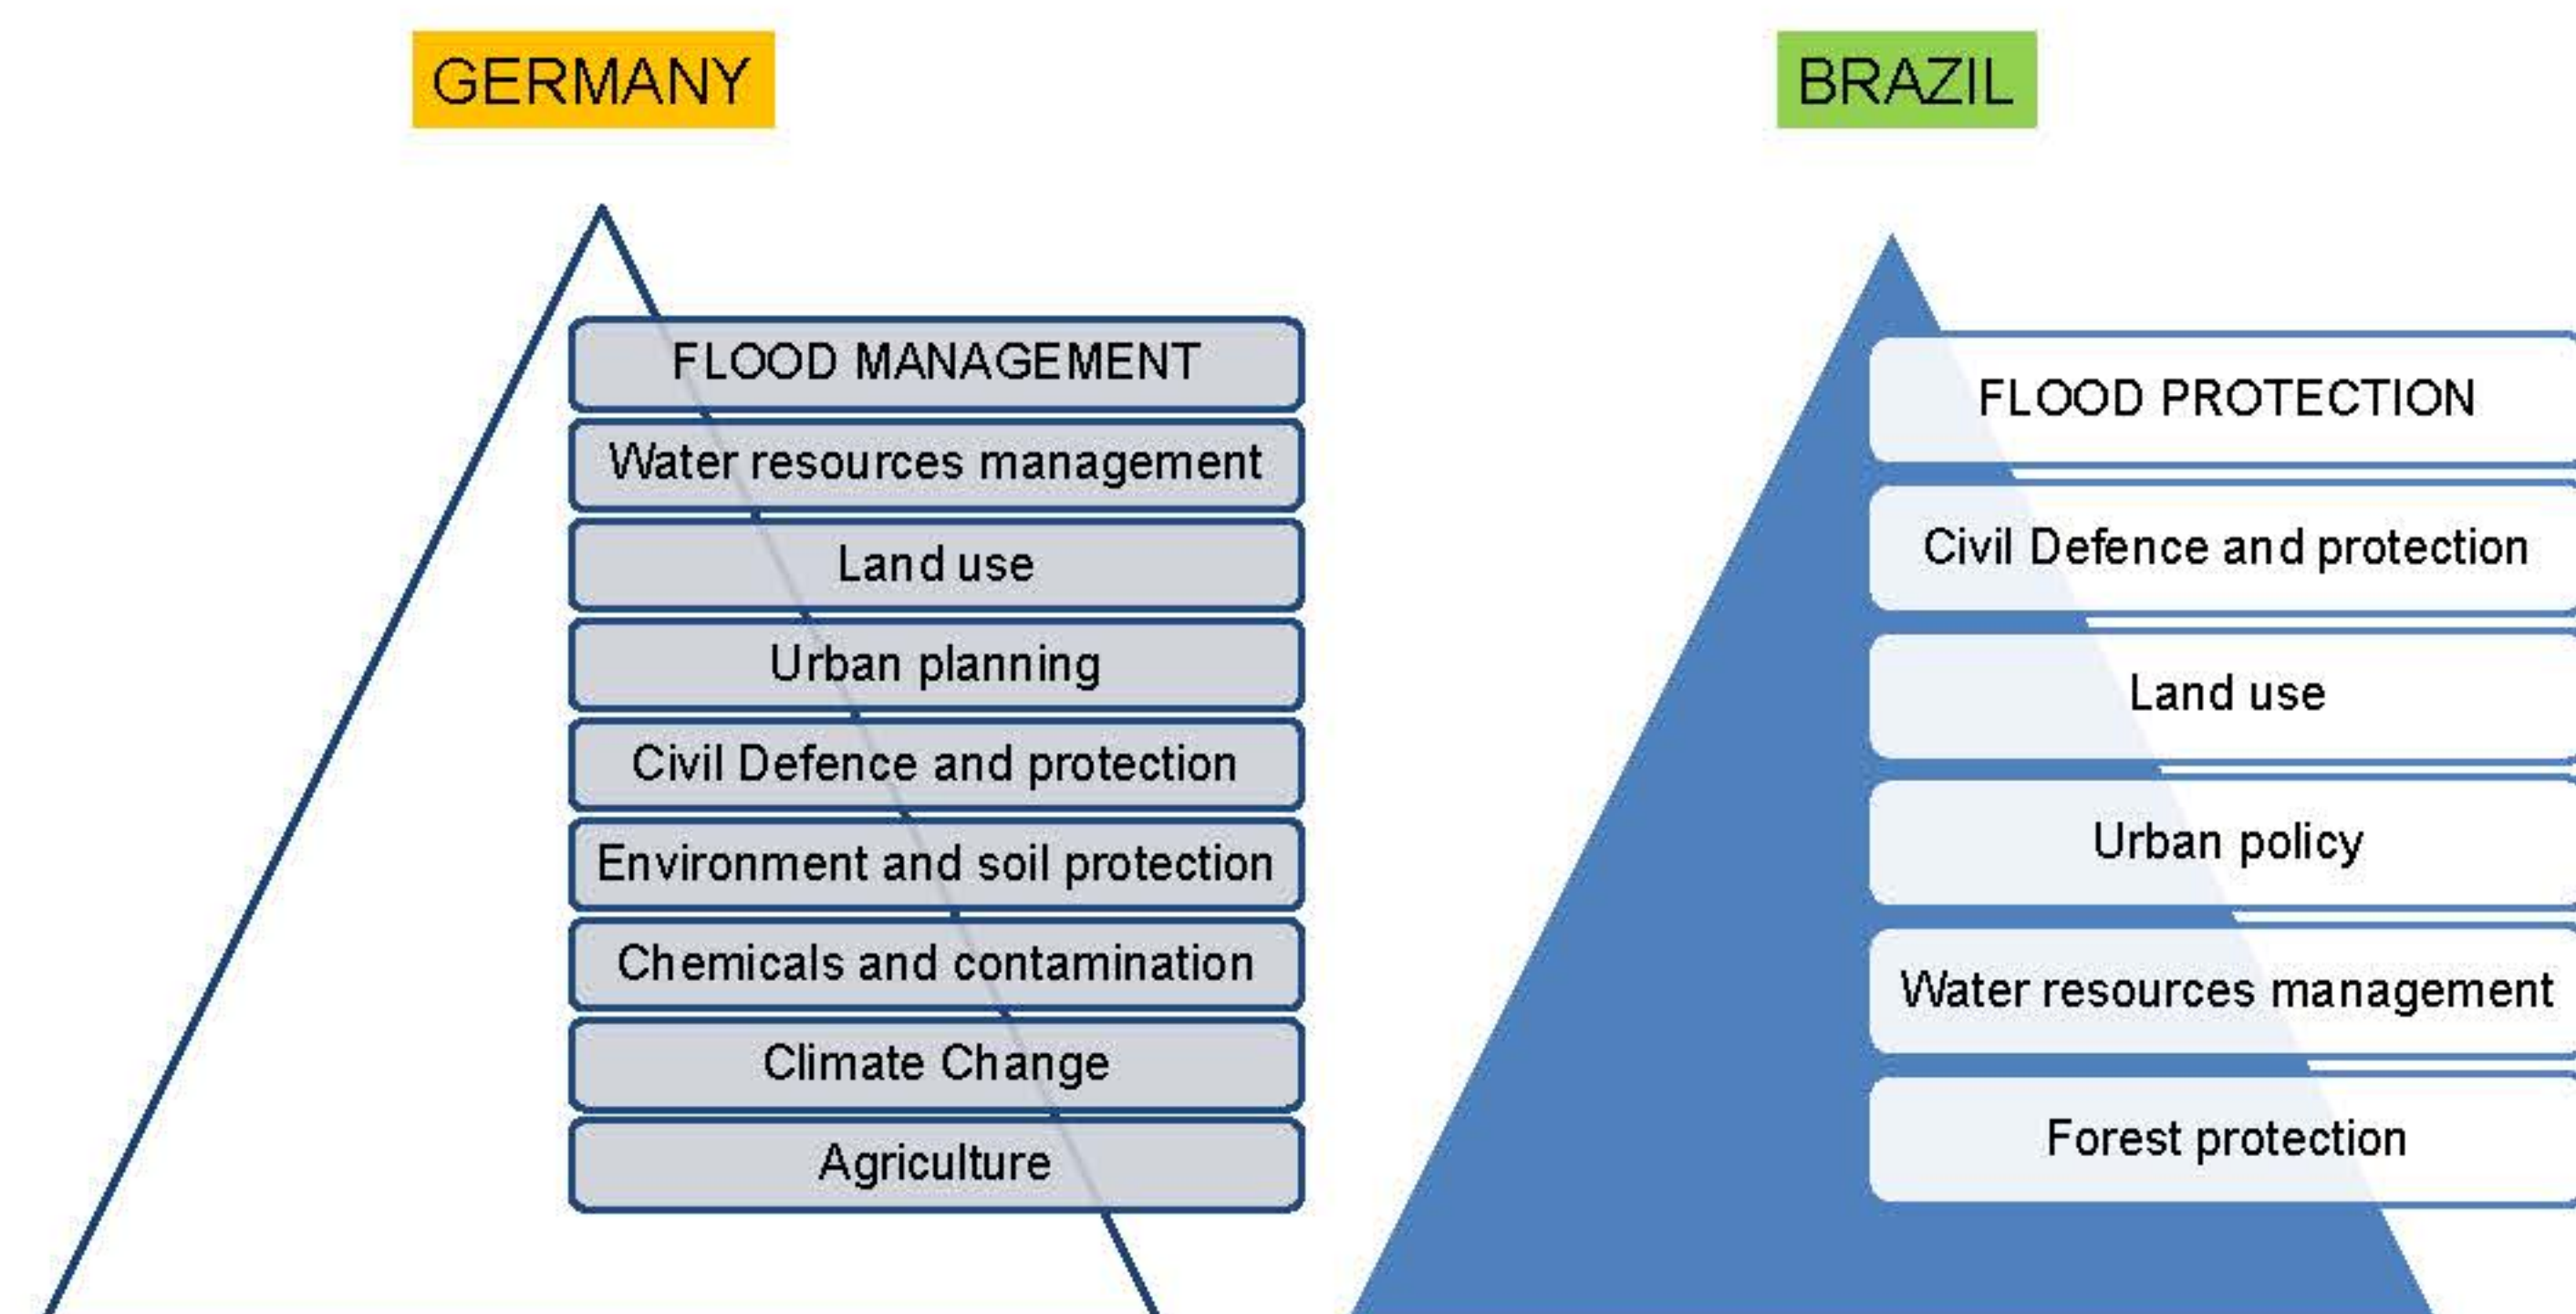 GERMANY
FLOOD MANAGEMENT
Water resources management
Land use
Urban planning
Civil Defence and protection
Environment and soil protection
Chemicals and contamination
Climate Change
Agriculture
BRAZIL
FLOOD PROTECTION
Civil Defence and protection
Land use
Urban policy
Water resources management
Forest protection